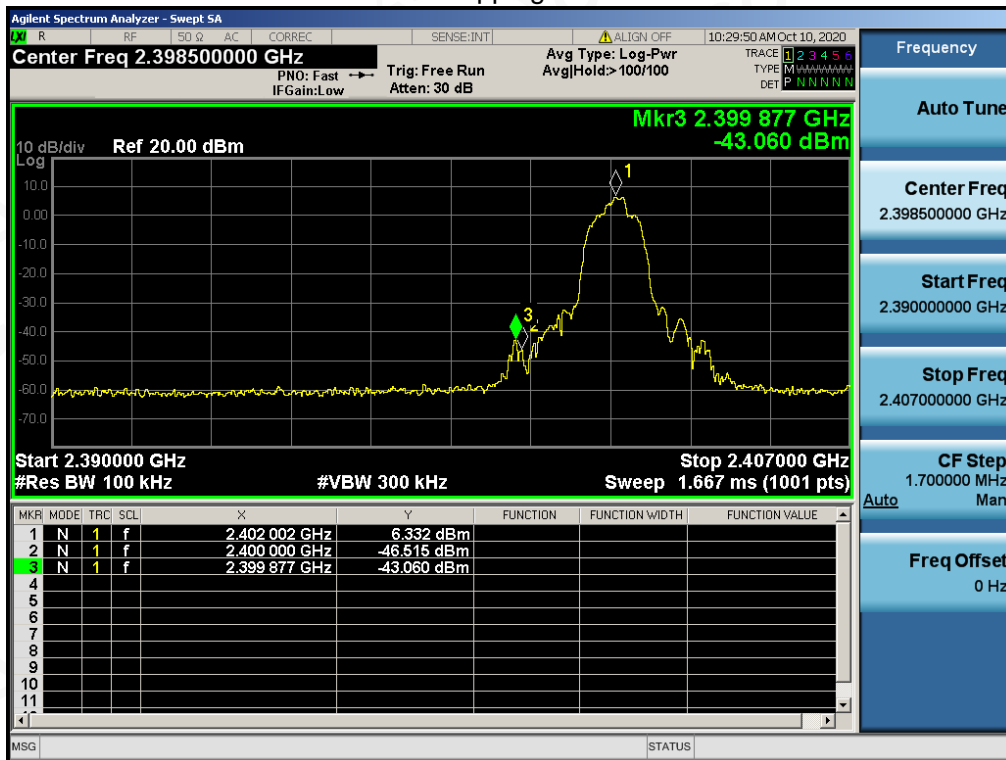 Agilent Spectrum Analyzer - Swept SA
LXI R RF 50 Ω AC CORREC SENSE:INT ALIGN OFF 10:29:50 AM Oct 10, 2020
Center Freq 2.398500000 GHz
PNO: Fast
IFGain:Low
Trig: Free Run
Atten: 30 dB
Avg Type: Log-Pwr
Avg|Hold:> 100/100
TRACE 1 2 3 4 5 6
TYPE M W W W W W
DET P N N N N N
Mkr3 2.399 877 GHz
-43.060 dBm
10 dB/div Ref 20.00 dBm
Log
10.0
0.00
-10.0
-20.0
-30.0
-40.0
-50.0
-60.0
-70.0
1
3
2
Start 2.390000 GHz Stop 2.407000 GHz
#Res BW 100 kHz #VBW 300 kHz Sweep 1.667 ms (1001 pts)
MKR MODE TRC SCL X Y FUNCTION FUNCTION WIDTH FUNCTION VALUE
1 N 1 f 2.402 002 GHz 6.332 dBm
2 N 1 f 2.400 000 GHz -46.515 dBm
3 N 1 f 2.399 877 GHz -43.060 dBm
4
5
6
7
8
9
10
11
MSG STATUS
Frequency
Auto Tune
Center Freq
2.398500000 GHz
Start Freq
2.390000000 GHz
Stop Freq
2.407000000 GHz
CF Step
1.700000 MHz
Auto Man
Freq Offset
0 Hz